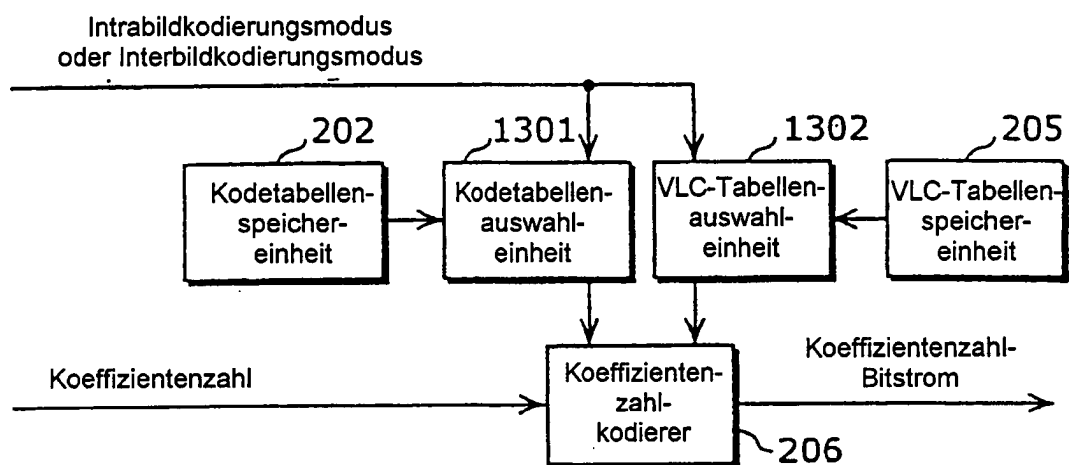 Intrabildkodierungsmodus
oder Interbildkodierungsmodus
202
1301
1302
205
Kodetabellen-
speicher-
einheit
Kodetabellen-
auswahl-
einheit
VLC-Tabellen-
auswahl-
einheit
VLC-Tabellen-
speicher-
einheit
Koeffizientenzahl
Koeffizienten-
zahl-
kodierer
Koeffizientenzahl-
Bitstrom
206